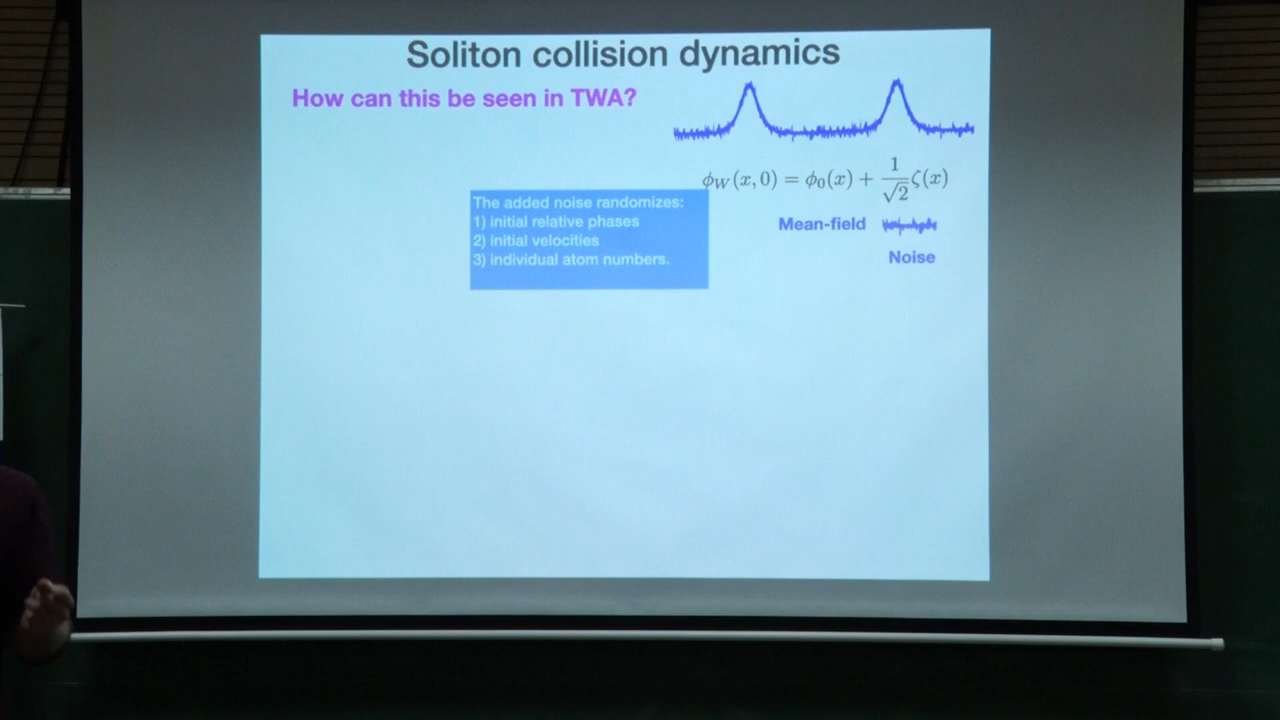 Soliton collision dynamics
How can this be seen in TWA?
ϕ_W(x, 0) = ϕ_0(x) + 1/√2 ζ(x)
The added noise randomizes:
1) initial relative phases
2) initial velocities
3) individual atom numbers.
Mean-field
Noise